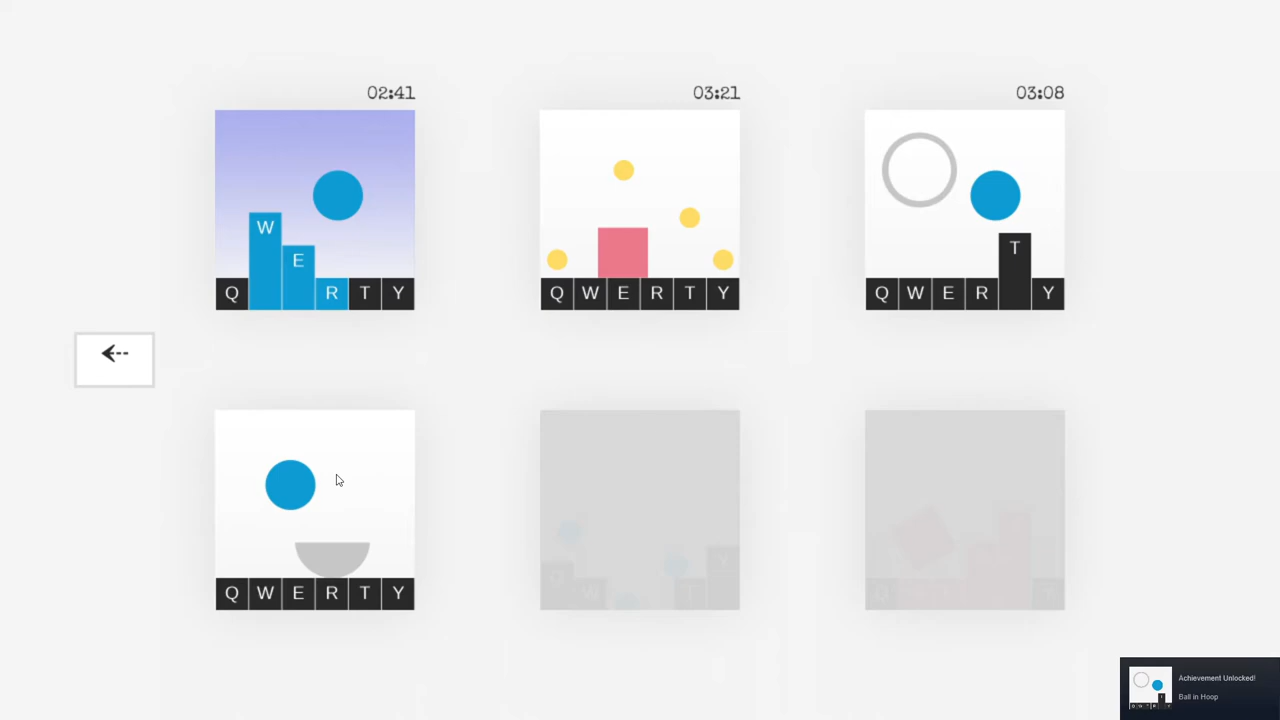 02:41
03:21
03:08
W
E
Q R T Y
Q W E R T Y
T
Q W E R Y
Q W E R T Y
Achievement Unlocked!
Ball in Hoop